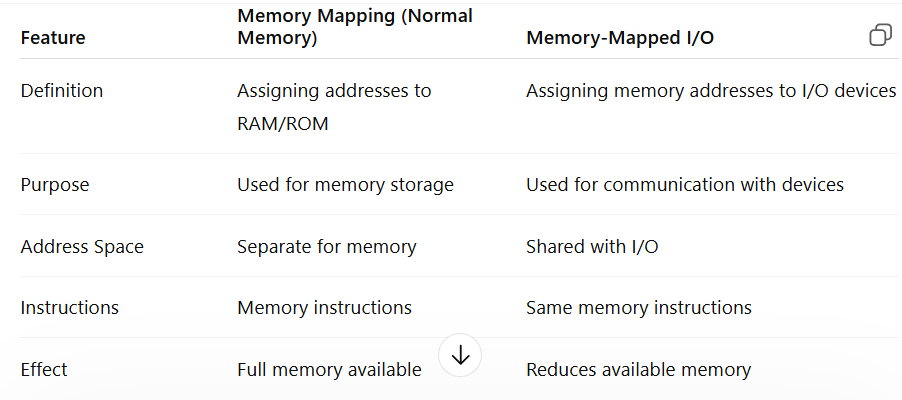 Feature Memory Mapping (Normal Memory) Memory-Mapped I/O
Definition Assigning addresses to RAM/ROM Assigning memory addresses to I/O devices
Purpose Used for memory storage Used for communication with devices
Address Space Separate for memory Shared with I/O
Instructions Memory instructions Same memory instructions
Effect Full memory available Reduces available memory